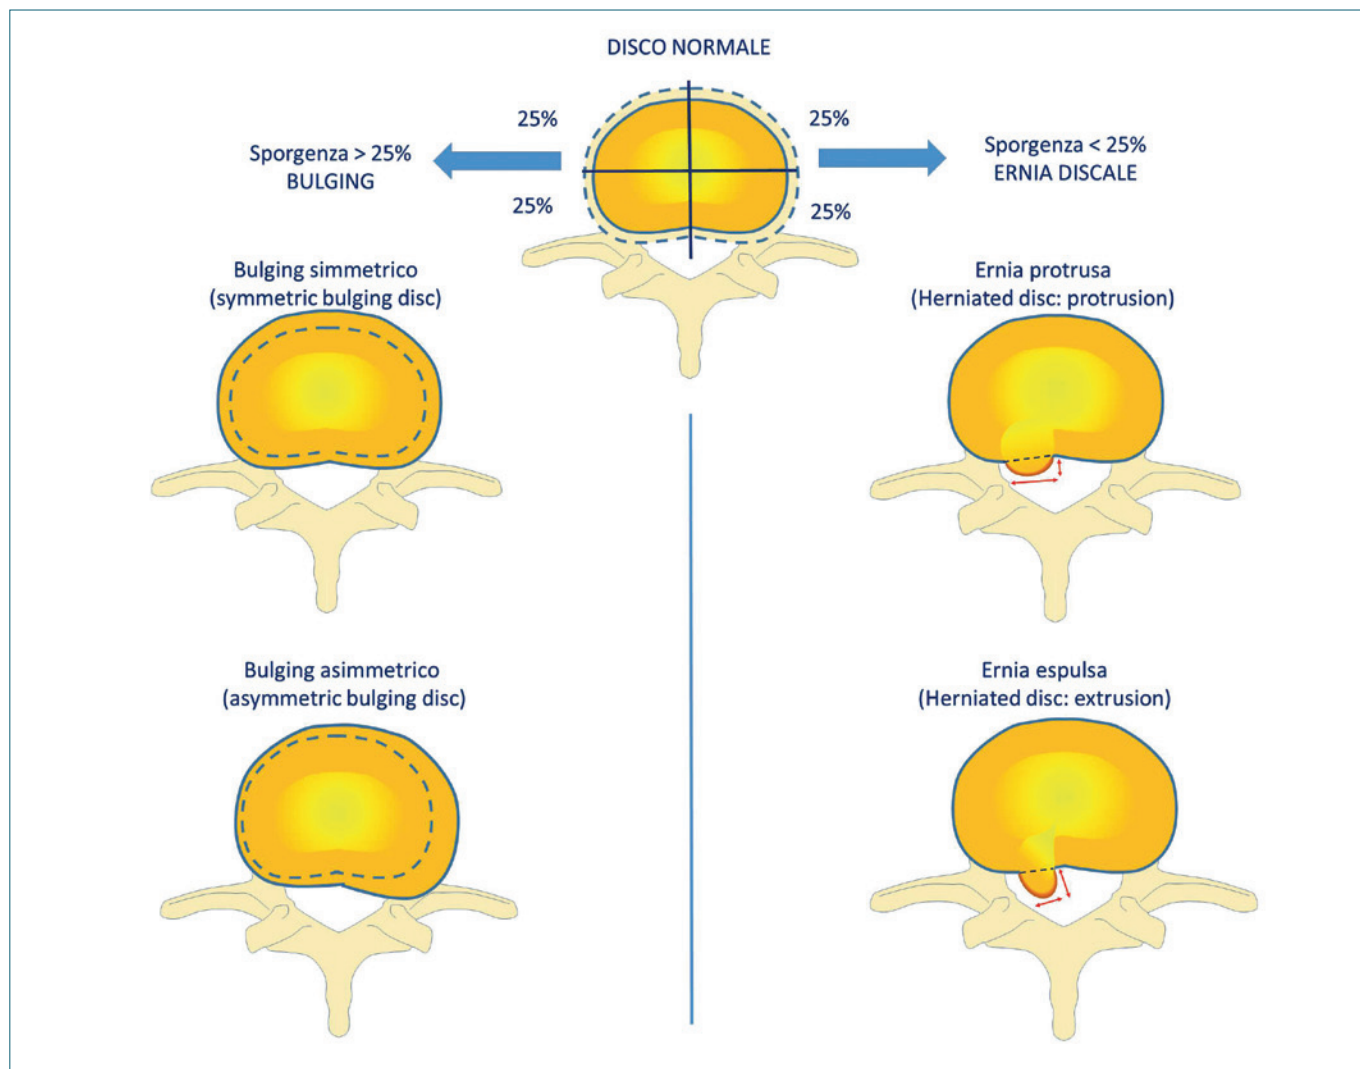 DISCO NORMALE
25%
25%
Sporgenza > 25%
BULGING
Sporgenza < 25%
ERNIA DISCALE
25%
25%
Bulging simmetrico
(symmetric bulging disc)
Ernia protrusa
(Herniated disc: protrusion)
Bulging asimmetrico
(asymmetric bulging disc)
Ernia espulsa
(Herniated disc: extrusion)